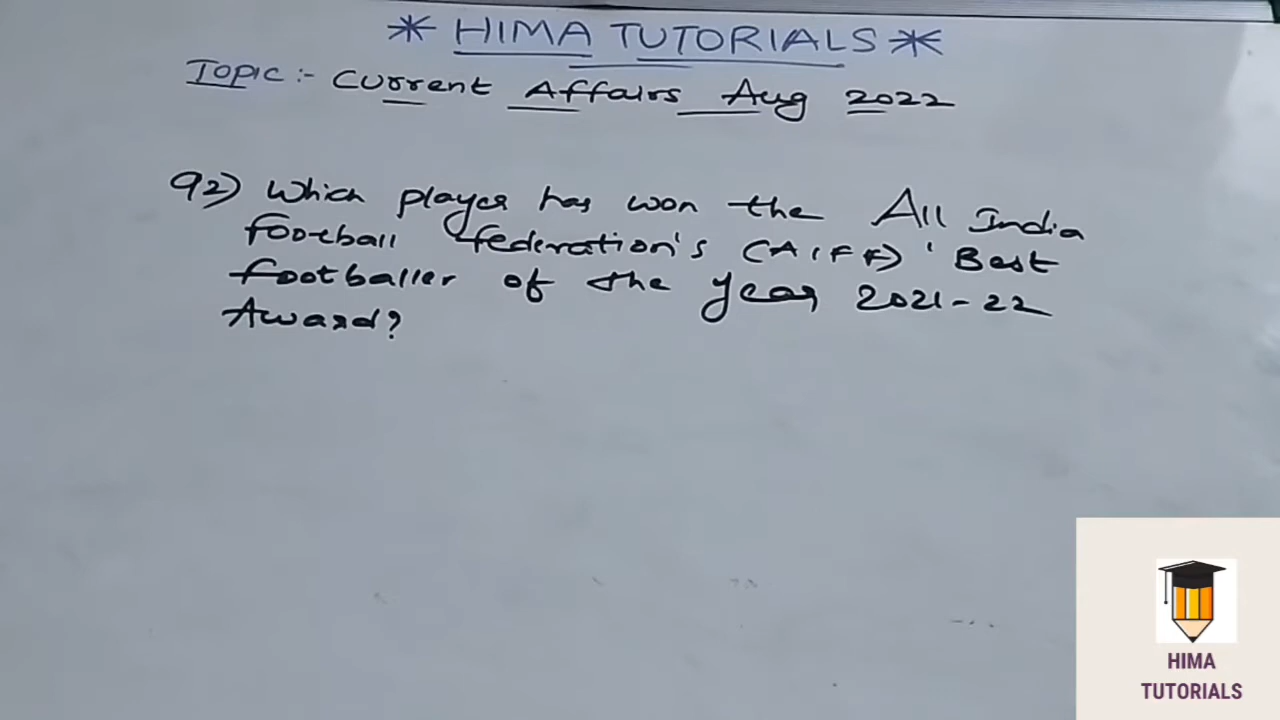 * HIMA TUTORIALS *
Topic :- Current Affairs Aug 2022
92) Which player has won the All India
football federation's (AIFF) 'Best
footballer of the year 2021-22
Award?
HIMA
TUTORIALS